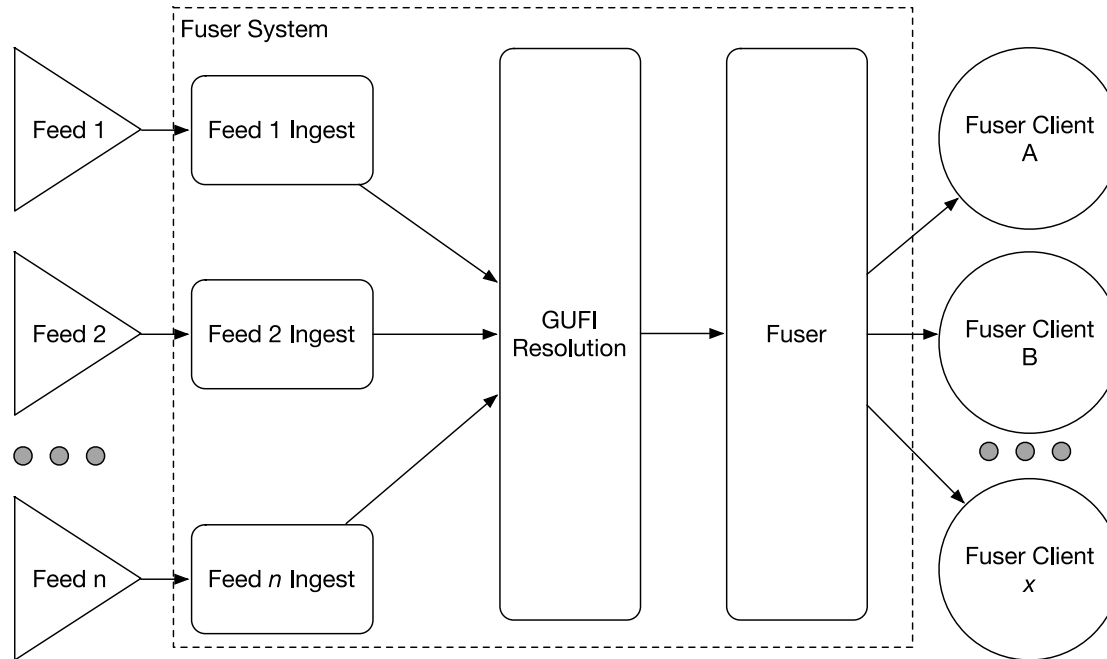 Fuser System
Feed 1
Feed 1 Ingest
Fuser Client
A
Feed 2
Feed 2 Ingest
GUFI
Resolution
Fuser
Fuser Client
B
Feed n
Feed n Ingest
Fuser Client
x